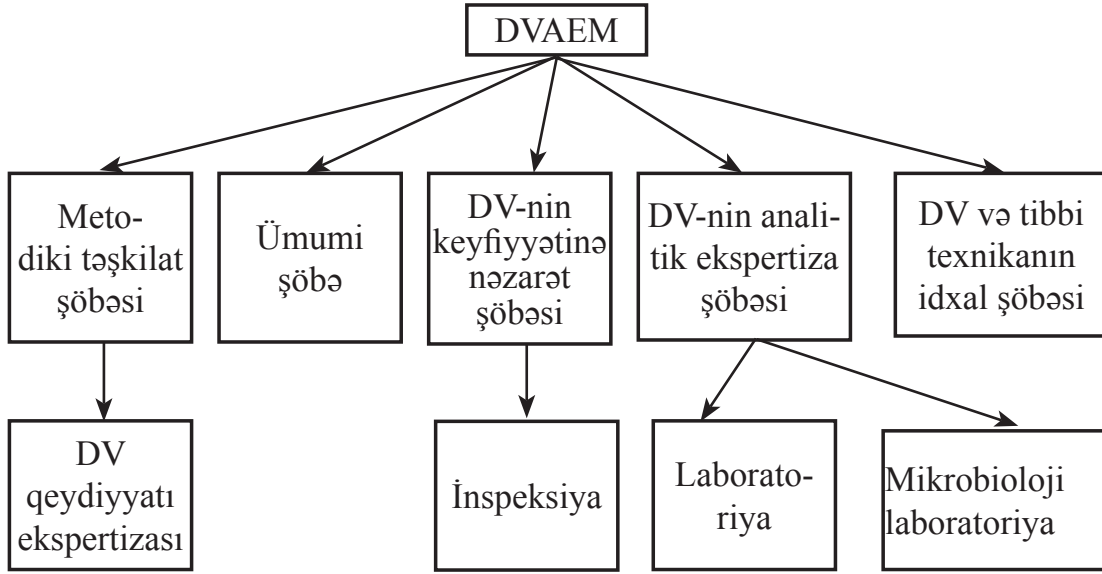 DVAEM
Meto-
diki təşkilat
şöbəsi
Ümumi
şöbə
DV-nin
keyfiyyətinə
nəzarət
şöbəsi
DV-nin anali-
tik ekspertiza
şöbəsi
DV və tibbi
texnikanın
idxal şöbəsi
DV
qeydiyyatı
ekspertizası
İnspeksiya
Laborato-
riya
Mikrobioloji
laboratoriya